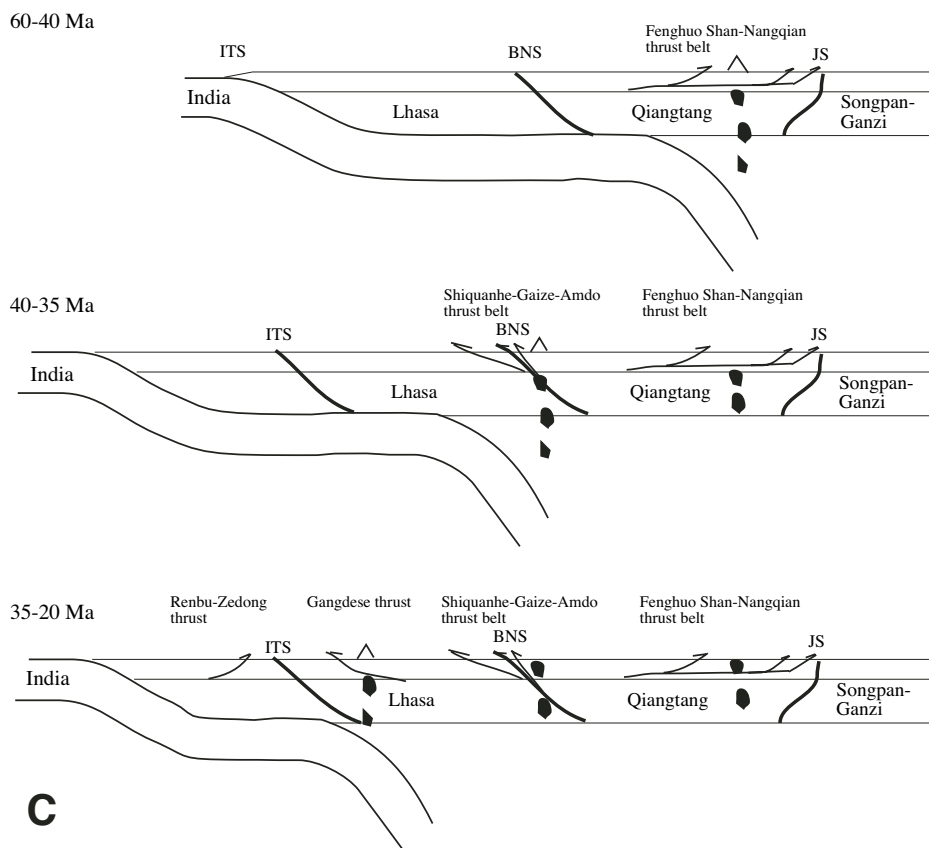 60-40 Ma
Fenghuo Shan-Nangqian
thrust belt
ITS
BNS
JS
India
Lhasa
Qiangtang
Songpan-
Ganzi
40-35 Ma
Shiquanhe-Gaize-Amdo
thrust belt
Fenghuo Shan-Nangqian
thrust belt
ITS
BNS
JS
India
Lhasa
Qiangtang
Songpan-
Ganzi
35-20 Ma
Renbu-Zedong
thrust
Gangdese thrust
Shiquanhe-Gaize-Amdo
thrust belt
Fenghuo Shan-Nangqian
thrust belt
ITS
BNS
JS
India
Lhasa
Qiangtang
Songpan-
Ganzi
C